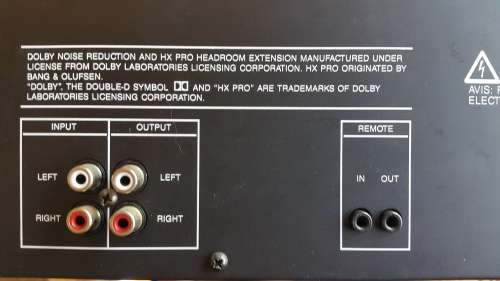 DOLBY NOISE REDUCTION AND HX PRO HEADROOM EXTENSION MANUFACTURED UNDER
LICENSE FROM DOLBY LABORATORIES LICENSING CORPORATION. HX PRO ORIGINATED BY
BANG & OLUFSEN.
"DOLBY", THE DOUBLE-D SYMBOL AND "HX PRO" ARE TRADEMARKS OF DOLBY
LABORATORIES LICENSING CORPORATION.
AVIS:
ELECT
INPUT OUTPUT
LEFT LEFT
RIGHT RIGHT
REMOTE
IN OUT